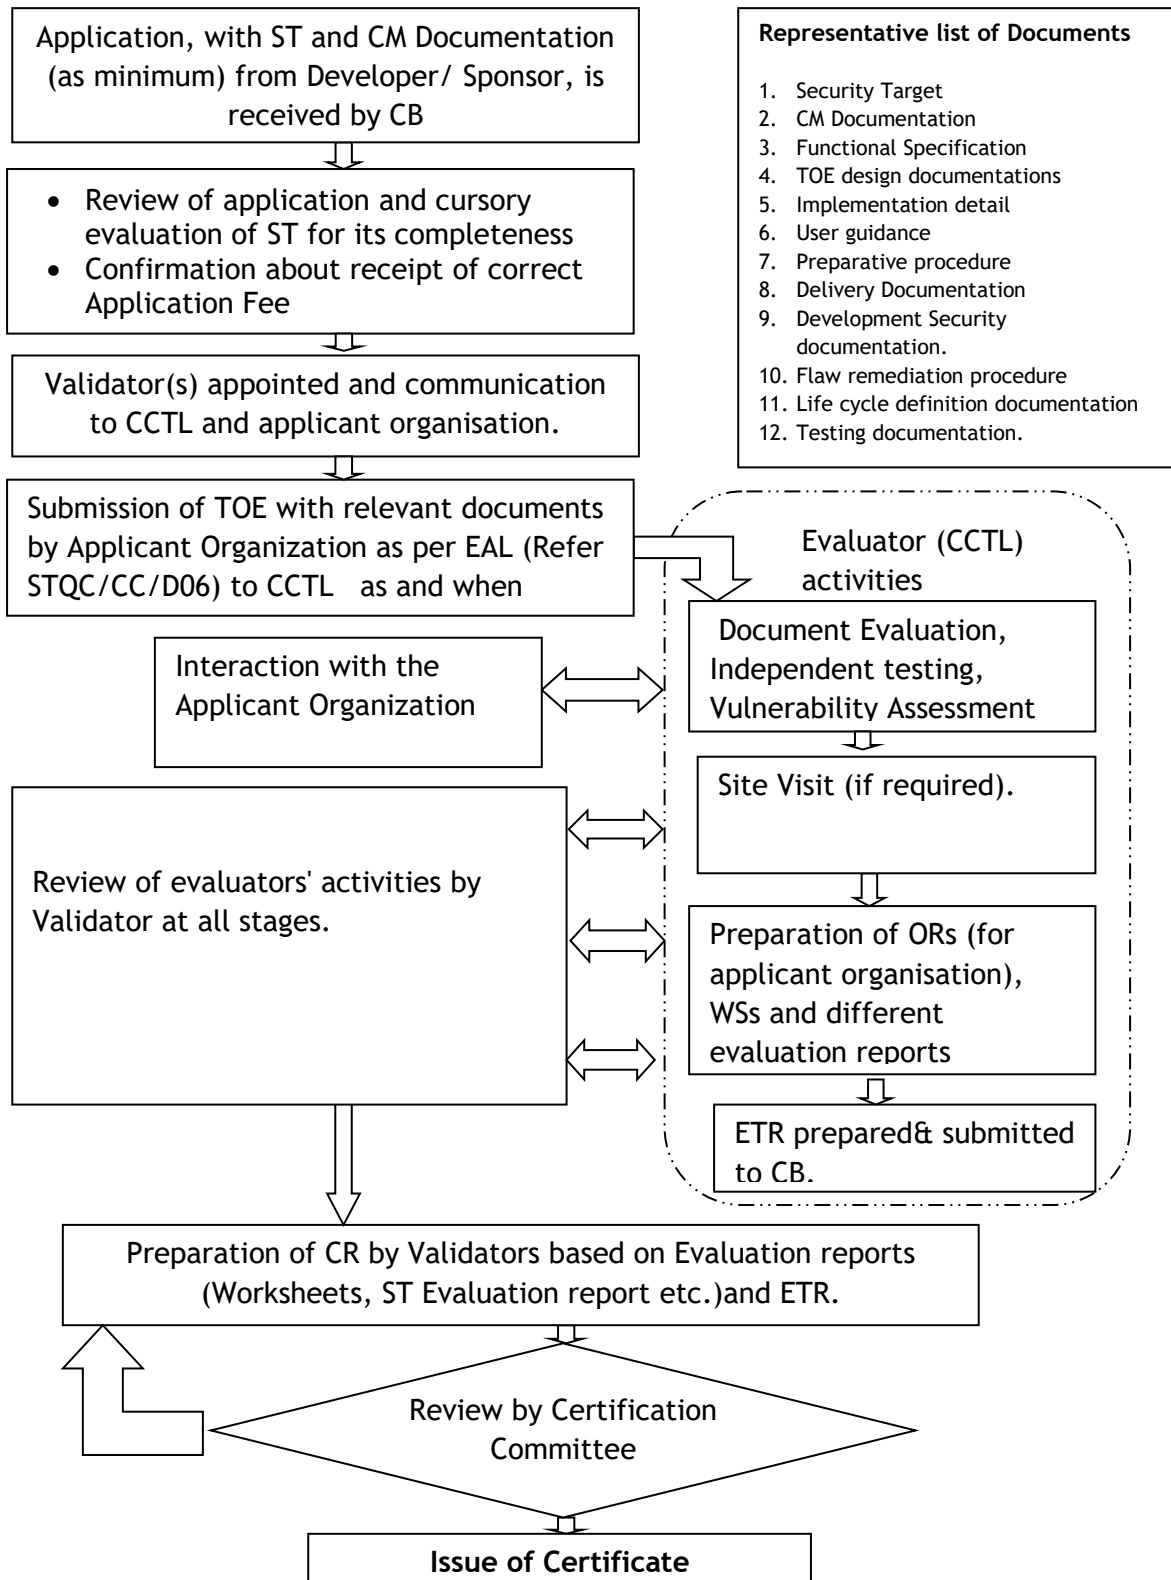 Application, with ST and CM Documentation
(as minimum) from Developer/ Sponsor, is
received by CB
• Review of application and cursory
evaluation of ST for its completeness
• Confirmation about receipt of correct
Application Fee
Validator(s) appointed and communication
to CCTL and applicant organisation.
Submission of TOE with relevant documents
by Applicant Organization as per EAL (Refer
STQC/CC/D06) to CCTL as and when
Representative list of Documents
1. Security Target
2. CM Documentation
3. Functional Specification
4. TOE design documentations
5. Implementation detail
6. User guidance
7. Preparative procedure
8. Delivery Documentation
9. Development Security
documentation.
10. Flaw remediation procedure
11. Life cycle definition documentation
12. Testing documentation.
Evaluator (CCTL)
activities
Document Evaluation,
Independent testing,
Vulnerability Assessment
Interaction with the
Applicant Organization
Site Visit (if required).
Review of evaluators' activities by
Validator at all stages.
Preparation of ORs (for
applicant organisation),
WSs and different
evaluation reports
ETR prepared& submitted
to CB.
Preparation of CR by Validators based on Evaluation reports
(Worksheets, ST Evaluation report etc.)and ETR.
Review by Certification
Committee
Issue of Certificate